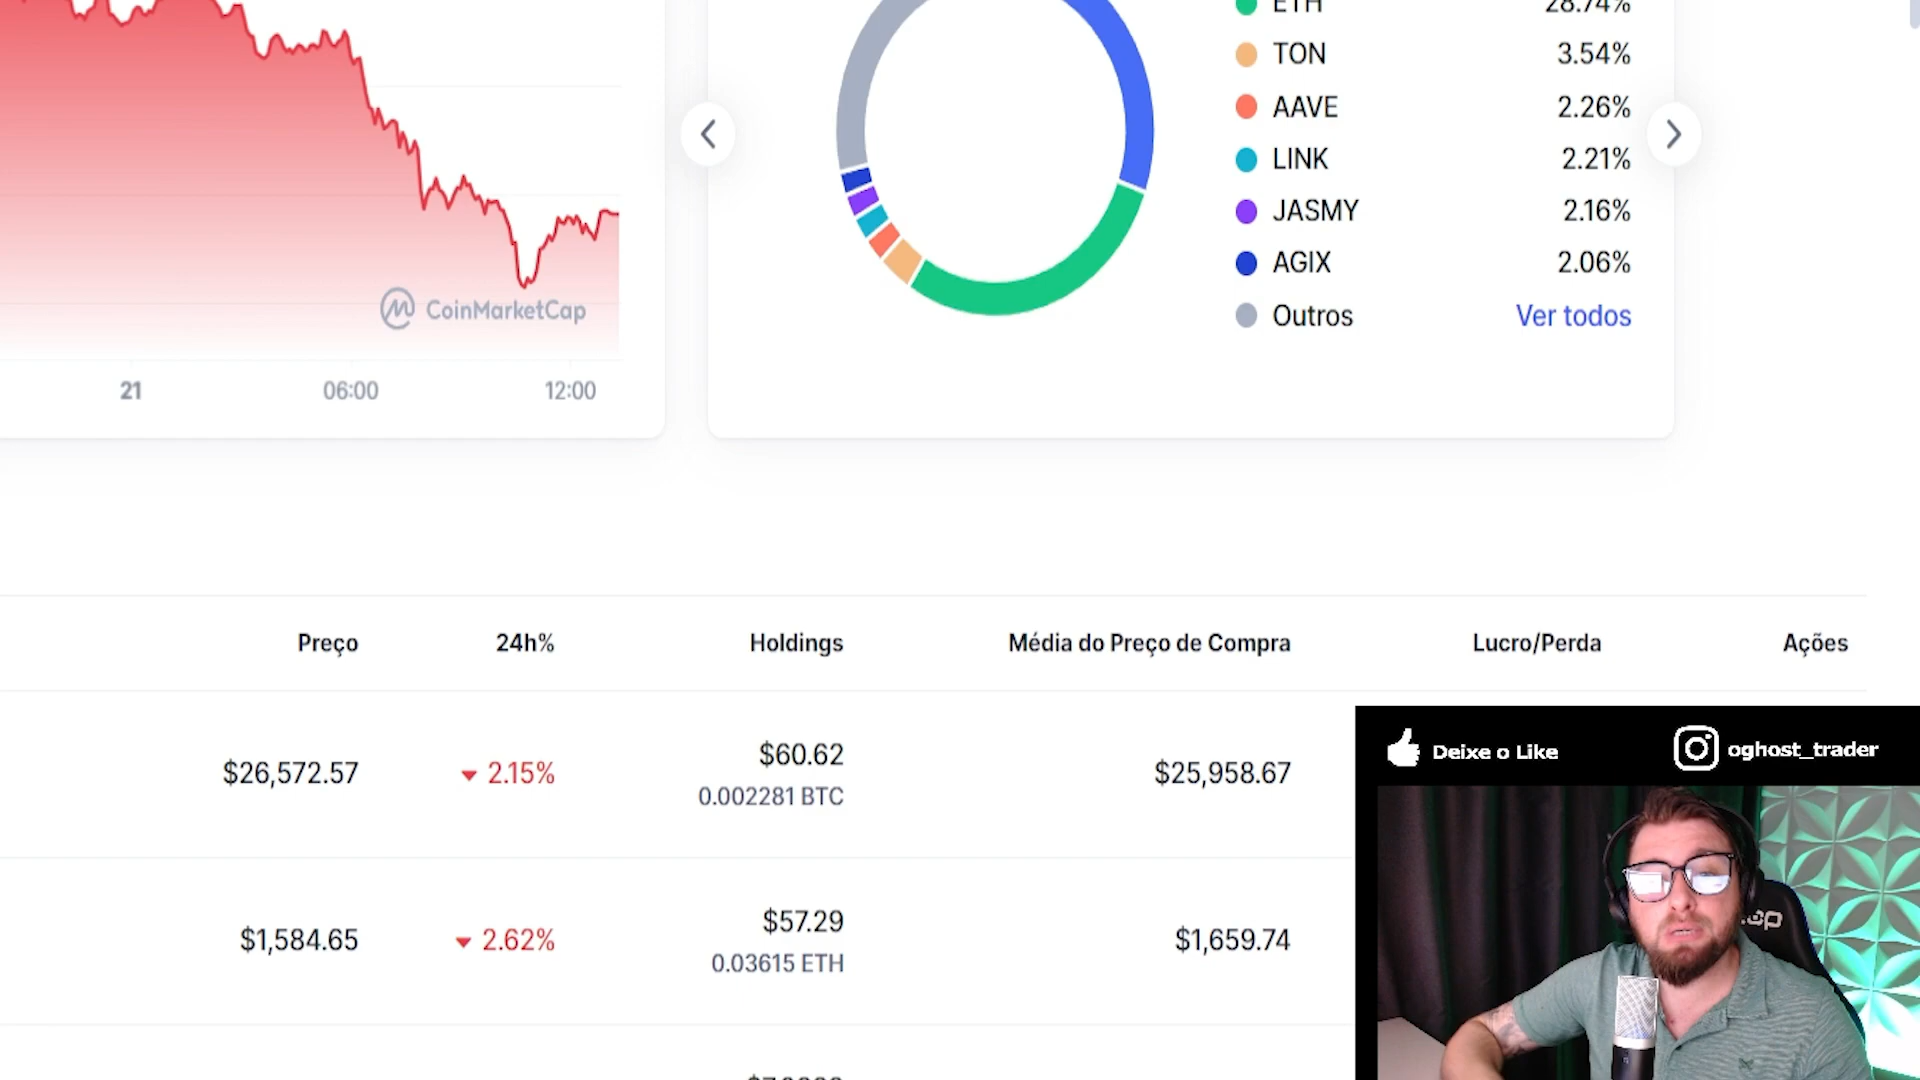 ETH 28.74%
TON 3.54%
AAVE 2.26%
LINK 2.21%
JASMY 2.16%
AGIX 2.06%
Outros Ver todos
CoinMarketCap
21 06:00 12:00
Preço 24h% Holdings Média do Preço de Compra Lucro/Perda Ações
$26,572.57 2.15% $60.62 $25,958.67
0.002281 BTC
$1,584.65 2.62% $57.29 $1,659.74
0.03615 ETH
Deixe o Like oghost_trader